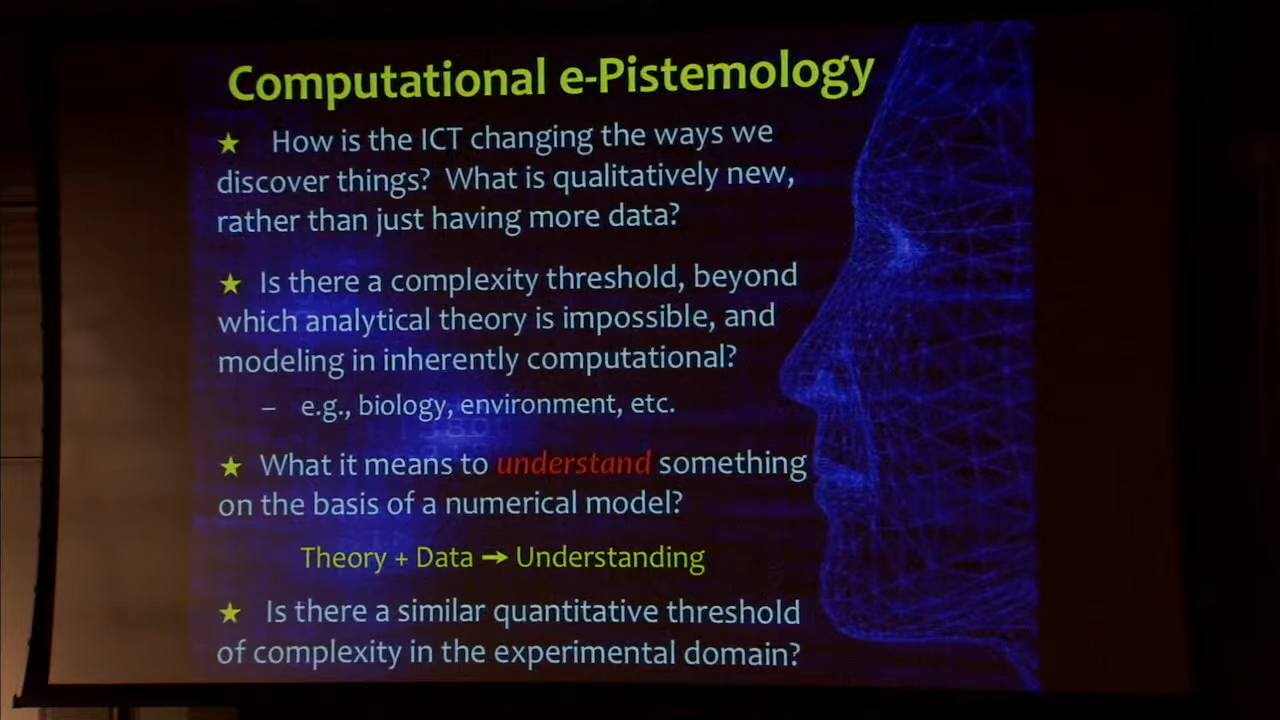 Computational e-Pistemology
★ How is the ICT changing the ways we
discover things? What is qualitatively new,
rather than just having more data?
★ Is there a complexity threshold, beyond
which analytical theory is impossible, and
modeling in inherently computational?
– e.g., biology, environment, etc.
★ What it means to understand something
on the basis of a numerical model?
Theory + Data → Understanding
★ Is there a similar quantitative threshold
of complexity in the experimental domain?